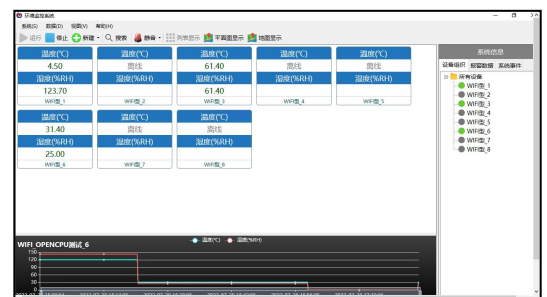 环境监控系统
系统(S) 数据(D) 视图(V) 帮助(H)
运行 停止 新建 搜索 静音 列表显示 平面图显示 地图显示
温度(°C) 温度(°C) 温度(°C) 温度(°C) 温度(°C)
4.50 离线 61.40 离线 离线
湿度(%RH) 湿度(%RH) 湿度(%RH) 湿度(%RH) 湿度(%RH)
123.70 61.40
WIFI型_1 WIFI型_2 WIFI型_3 WIFI型_4 WIFI型_5
温度(°C) 温度(°C) 温度(°C)
31.40 离线 离线
湿度(%RH) 湿度(%RH) 湿度(%RH)
25.00
WIFI型_6 WIFI型_7 WIFI型_8
系统信息
设备组织 报警数据 系统事件
所有设备
WIFI型_1
WIFI型_2
WIFI型_3
WIFI型_4
WIFI型_5
WIFI型_6
WIFI型_7
WIFI型_8
WIFI OPENCPU测试_6
温度(°C) 湿度(%RH)
150
120
90
60
30
0